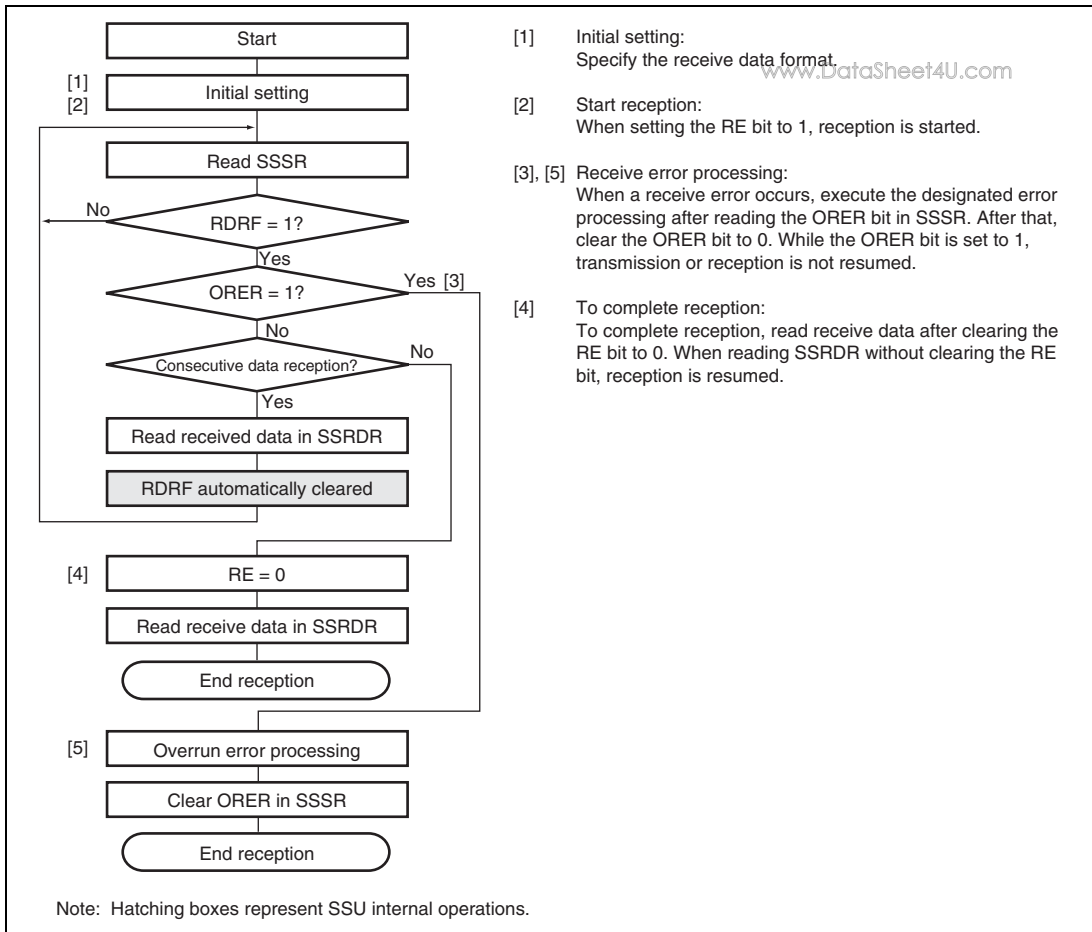 Start
[1]
[2]
Initial setting
Read SSSR
No
RDRF = 1?
Yes
ORER = 1?
Yes [3]
No
Consecutive data reception?
No
Yes
Read received data in SSRDR
RDRF automatically cleared
[4]
RE = 0
Read receive data in SSRDR
End reception
[5]
Overrun error processing
Clear ORER in SSSR
End reception
[1] Initial setting:
Specify the receive data format.
www.DataSheet4U.com
[2] Start reception:
When setting the RE bit to 1, reception is started.
[3], [5] Receive error processing:
When a receive error occurs, execute the designated error
processing after reading the ORER bit in SSSR. After that,
clear the ORER bit to 0. While the ORER bit is set to 1,
transmission or reception is not resumed.
[4] To complete reception:
To complete reception, read receive data after clearing the
RE bit to 0. When reading SSRDR without clearing the RE
bit, reception is resumed.
Note: Hatching boxes represent SSU internal operations.